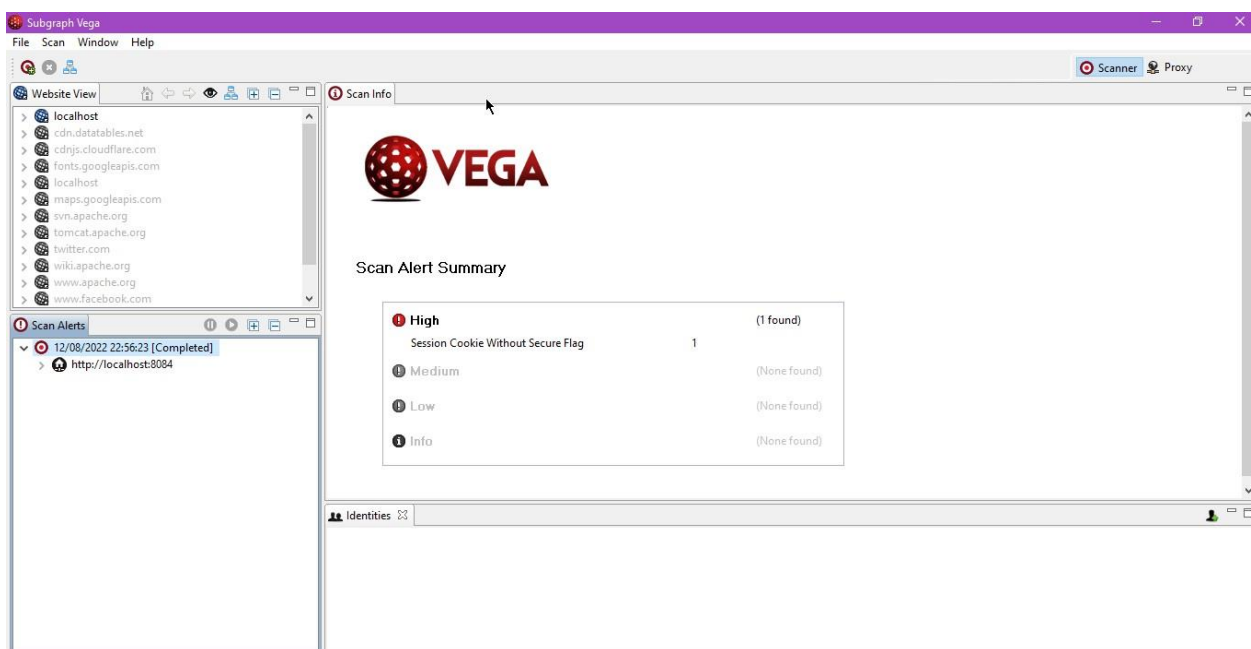 Subgraph Vega
File Scan Window Help
Scanner Proxy
Website View
localhost
cdn.datatables.net
cdnjs.cloudflare.com
fonts.googleapis.com
localhost
maps.googleapis.com
svn.apache.org
tomcat.apache.org
twitter.com
wiki.apache.org
www.apache.org
www.facebook.com
Scan Alerts
12/08/2022 22:56:23 [Completed]
http://localhost:8084
Scan Info
VEGA
Scan Alert Summary
High (1 found)
Session Cookie Without Secure Flag 1
Medium (None found)
Low (None found)
Info (None found)
Identities